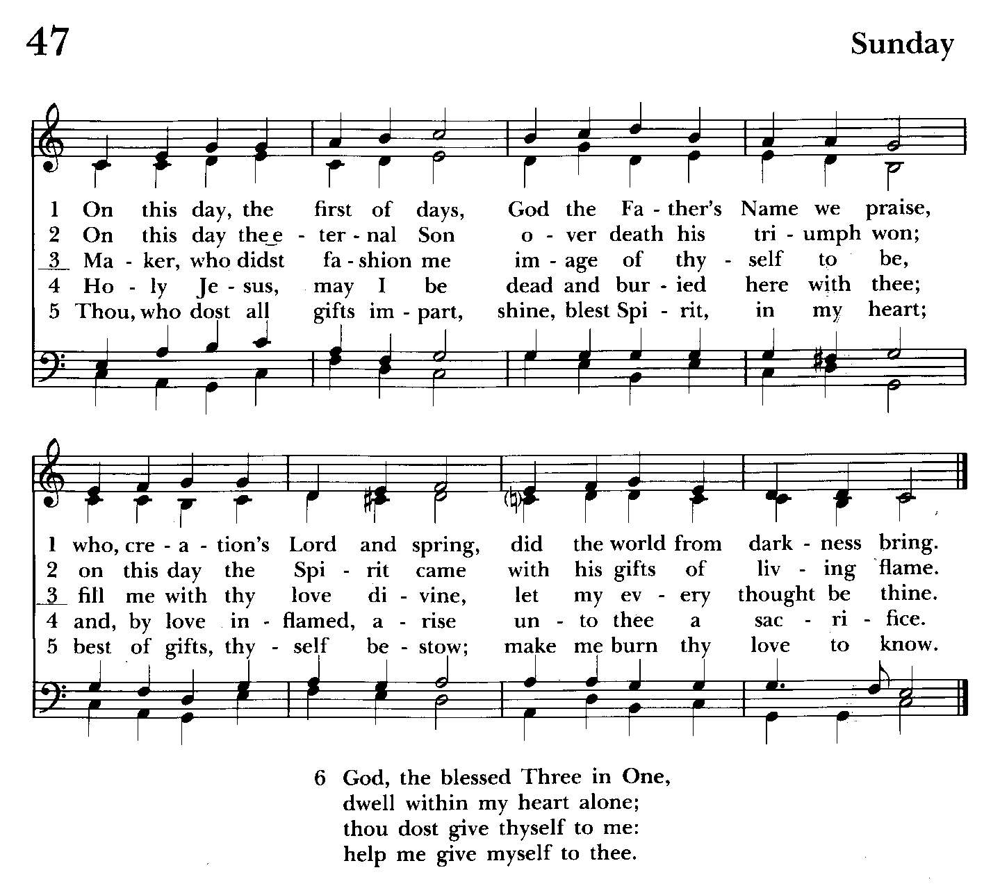 47
Sunday
1 On this day, the first of days, God the Fa - ther's Name we praise,
2 On this day the e - ter - nal Son o - ver death his tri - umph won;
3 Ma - ker, who didst fa - shion me im - age of thy - self to be,
4 Ho - ly Je - sus, may I be dead and bur - ied here with thee;
5 Thou, who dost all gifts im - part, shine, blest Spi - rit, in my heart;
1 who, cre - a - tion's Lord and spring, did the world from dark - ness bring.
2 on this day the Spi - rit came with his gifts of liv - ing flame.
3 fill me with thy love di - vine, let my ev - ery thought be thine.
4 and, by love in - flamed, a - rise un - to thee a sac - ri - fice.
5 best of gifts, thy - self be - stow; make me burn thy love to know.
6 God, the blessed Three in One,
dwell within my heart alone;
thou dost give thyself to me:
help me give myself to thee.